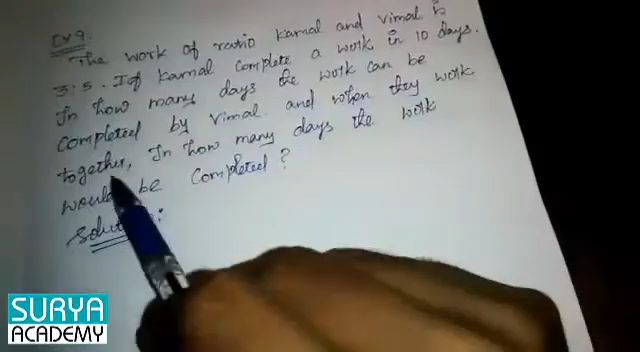 Ex 9.
The work of ratio Kamal and Vimal is
3:5. If Kamal complete a work in 10 days.
In how many days the work can be
completed by Vimal and when they work
together, In how many days the work
would be completed?
Solut :
SURYA
ACADEMY